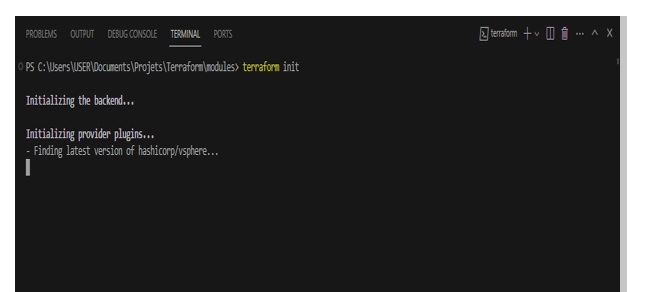 PROBLEMS OUTPUT DEBUG CONSOLE TERMINAL PORTS terraform
PS C:\Users\USER\Documents\Projets\Terraform\modules> terraform init
Initializing the backend...
Initializing provider plugins...
- Finding latest version of hashicorp/vsphere...